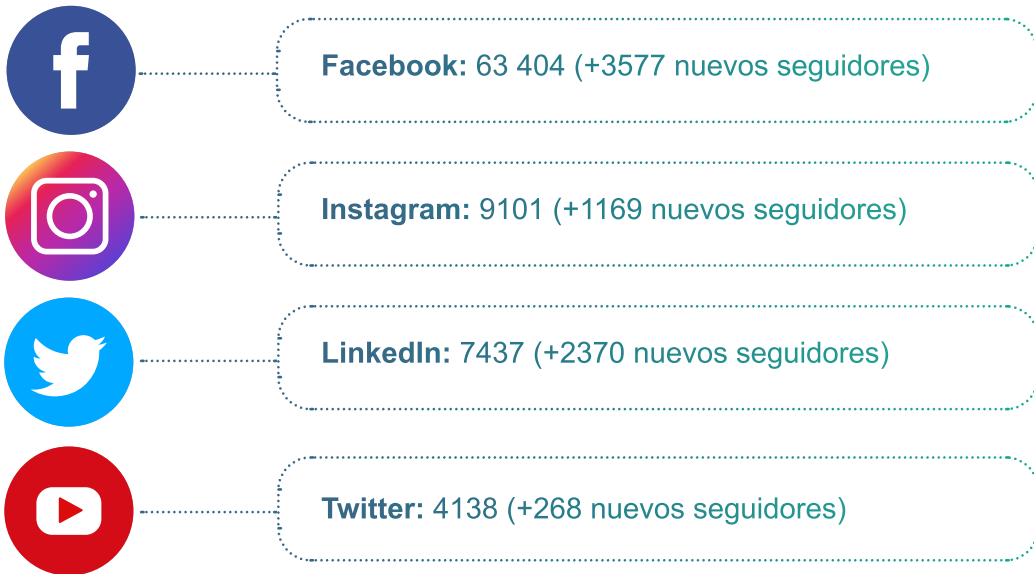 Facebook: 63 404 (+3577 nuevos seguidores)
Instagram: 9101 (+1169 nuevos seguidores)
LinkedIn: 7437 (+2370 nuevos seguidores)
Twitter: 4138 (+268 nuevos seguidores)